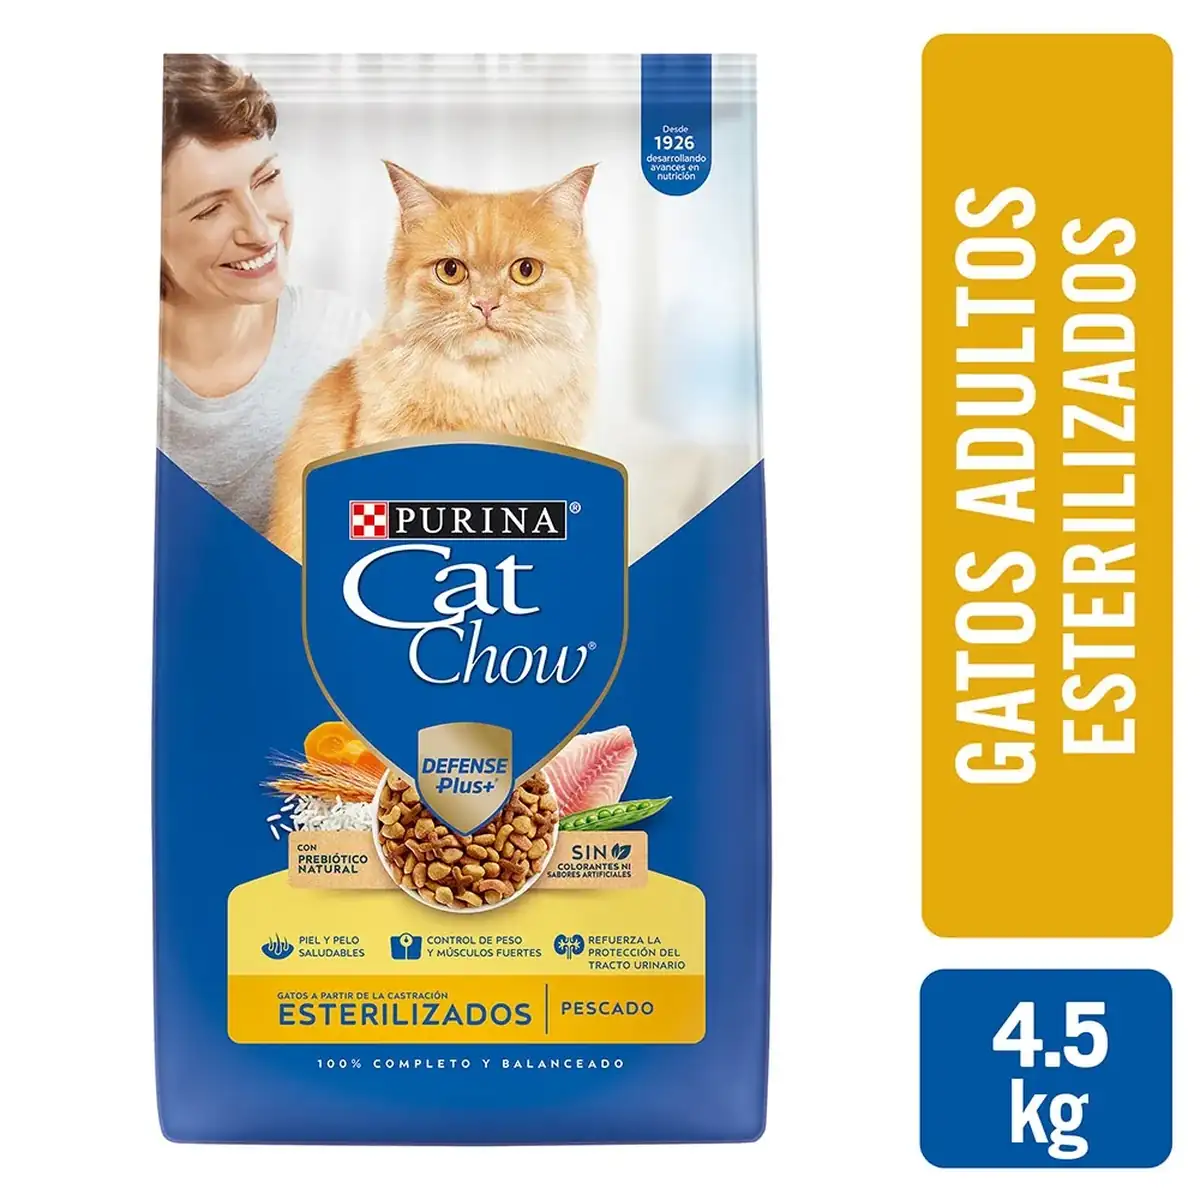 Desde
1926
desarrollando
avances en
nutrición
PURINA®
Cat
Chow®
DEFENSE
Plus+
CON
PREBIÓTICO
NATURAL
SIN
COLORANTES NI
SABORES ARTIFICIALES
PIEL Y PELO
SALUDABLES
CONTROL DE PESO
Y MÚSCULOS FUERTES
REFUERZA LA
PROTECCIÓN DEL
TRACTO URINARIO
GATOS A PARTIR DE LA CASTRACIÓN
ESTERILIZADOS
PESCADO
100% COMPLETO Y BALANCEADO
GATOS ADULTOS
ESTERILIZADOS
4.5
kg